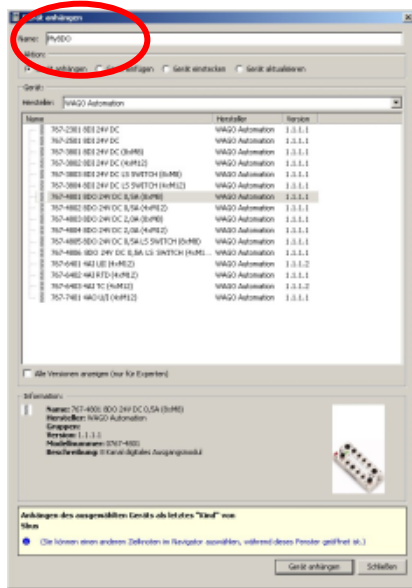 Gerät anhängen
Name: My8DO
Aktion:
Gerät anhängen Gerät einfügen Gerät einstecken Gerät aktualisieren
Gerät:
Hersteller: WAGO Automation
Name Hersteller Version
767-2301 8DI 24V DC WAGO Automation 1.1.1.1
767-2501 8DO 24V DC WAGO Automation 1.1.1.1
767-3801 8DI 24V DC (8xM8) WAGO Automation 1.1.1.1
767-3802 8DI 24V DC (4xM12) WAGO Automation 1.1.1.1
767-3803 8DI 24V DC LS SWITCH (8xM8) WAGO Automation 1.1.1.1
767-3804 8DI 24V DC LS SWITCH (4xM12) WAGO Automation 1.1.1.1
767-4801 8DO 24V DC 0,5A (8xM8) WAGO Automation 1.1.1.1
767-4802 8DO 24V DC 0,5A (4xM12) WAGO Automation 1.1.1.1
767-4803 8DO 24V DC 2,0A (8xM8) WAGO Automation 1.1.1.1
767-4804 8DO 24V DC 2,0A (4xM12) WAGO Automation 1.1.1.1
767-4805 8DO 24V DC 0,5A LS SWITCH (8xM8) WAGO Automation 1.1.1.1
767-4806 8DO 24V DC 0,5A LS SWITCH (4xM1... WAGO Automation 1.1.1.1
767-6401 4AI U/I (4xM12) WAGO Automation 1.1.1.2
767-6402 4AI RTD (4xM12) WAGO Automation 1.1.1.2
767-6403 4AI TC (4xM12) WAGO Automation 1.1.1.2
767-7401 4AO U/I (4xM12) WAGO Automation 1.1.1.1
Alle Versionen anzeigen (nur für Experten)
Information:
Name: 767-4801 8DO 24V DC 0,5A (8xM8)
Hersteller: WAGO Automation
Gruppen:
Version: 1.1.1.1
Modellnummer: 0767-4801
Beschreibung: 8 Kanal digitales Ausgangsmodul
Anhängen des ausgewählten Geräts als letztes "Kind" von
Sbus
(Sie können einen anderen Zielknoten im Navigator auswählen, während dieses Fenster geöffnet ist.)
Gerät anhängen Schließen